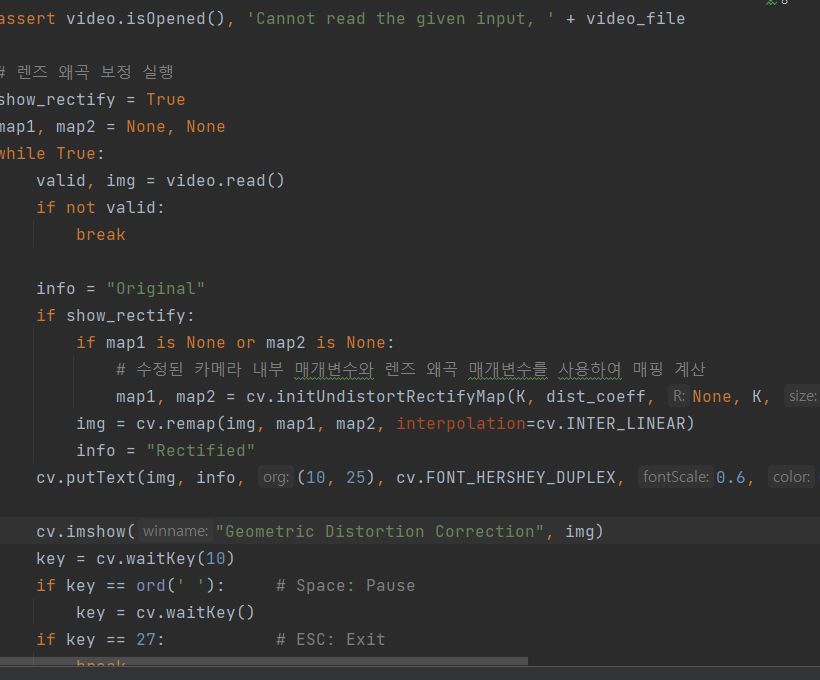 assert video.isOpened(), 'Cannot read the given input, ' + video_file
# 렌즈 왜곡 보정 실행
show_rectify = True
map1, map2 = None, None
while True:
valid, img = video.read()
if not valid:
break
info = "Original"
if show_rectify:
if map1 is None or map2 is None:
# 수정된 카메라 내부 매개변수와 렌즈 왜곡 매개변수를 사용하여 매핑 계산
map1, map2 = cv.initUndistortRectifyMap(K, dist_coeff, R: None, K, size:
img = cv.remap(img, map1, map2, interpolation=cv.INTER_LINEAR)
info = "Rectified"
cv.putText(img, info, org: (10, 25), cv.FONT_HERSHEY_DUPLEX, fontScale: 0.6, color:
cv.imshow( winname: "Geometric Distortion Correction", img)
key = cv.waitKey(10)
if key == ord(' '): # Space: Pause
key = cv.waitKey()
if key == 27: # ESC: Exit
break